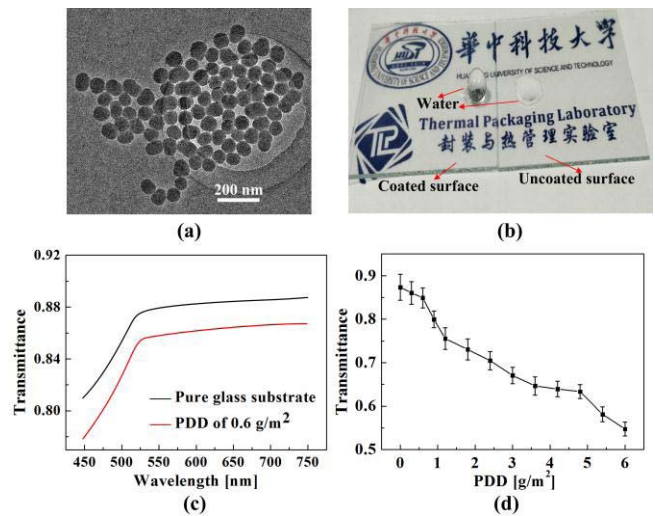 200 nm
(a)
華中科技大學
HUAZHONG UNIVERSITY OF SCIENCE AND TECHNOLOGY
Water
Thermal Packaging Laboratory
封装与热管理实验室
Coated surface
Uncoated surface
(b)
0.92
0.88
0.84
0.80
Transmittance
Pure glass substrate
PDD of 0.6 g/m²
450 500 550 600 650 700 750
Wavelength [nm]
(c)
0.9
0.8
0.7
0.6
0.5
Transmittance
0 1 2 3 4 5 6
PDD [g/m²]
(d)